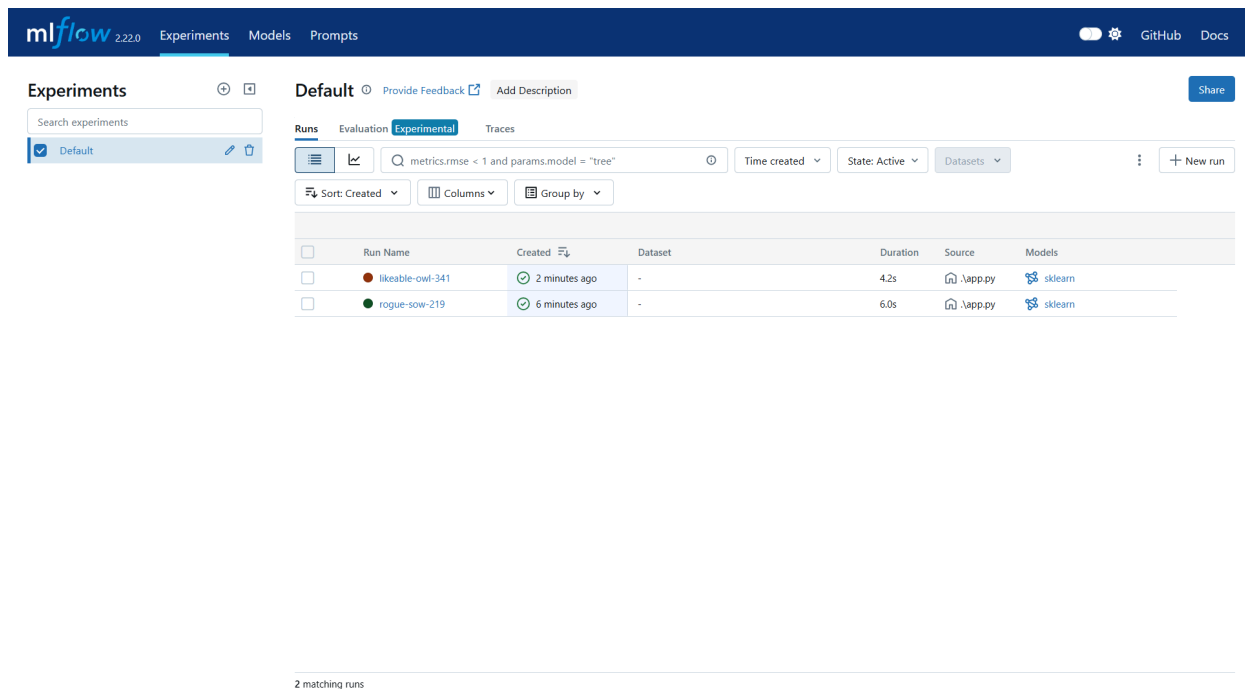 mlflow 2.22.0 Experiments Models Prompts GitHub Docs
Experiments
Search experiments
Default
Default Provide Feedback Add Description Share
Runs Evaluation Experimental Traces
metrics.rmse < 1 and params.model = "tree" Time created State: Active Datasets New run
Sort: Created Columns Group by
Run Name Created Dataset Duration Source Models
likeable-owl-341 2 minutes ago - 4.2s .\app.py sklearn
rogue-sow-219 6 minutes ago - 6.0s .\app.py sklearn
2 matching runs